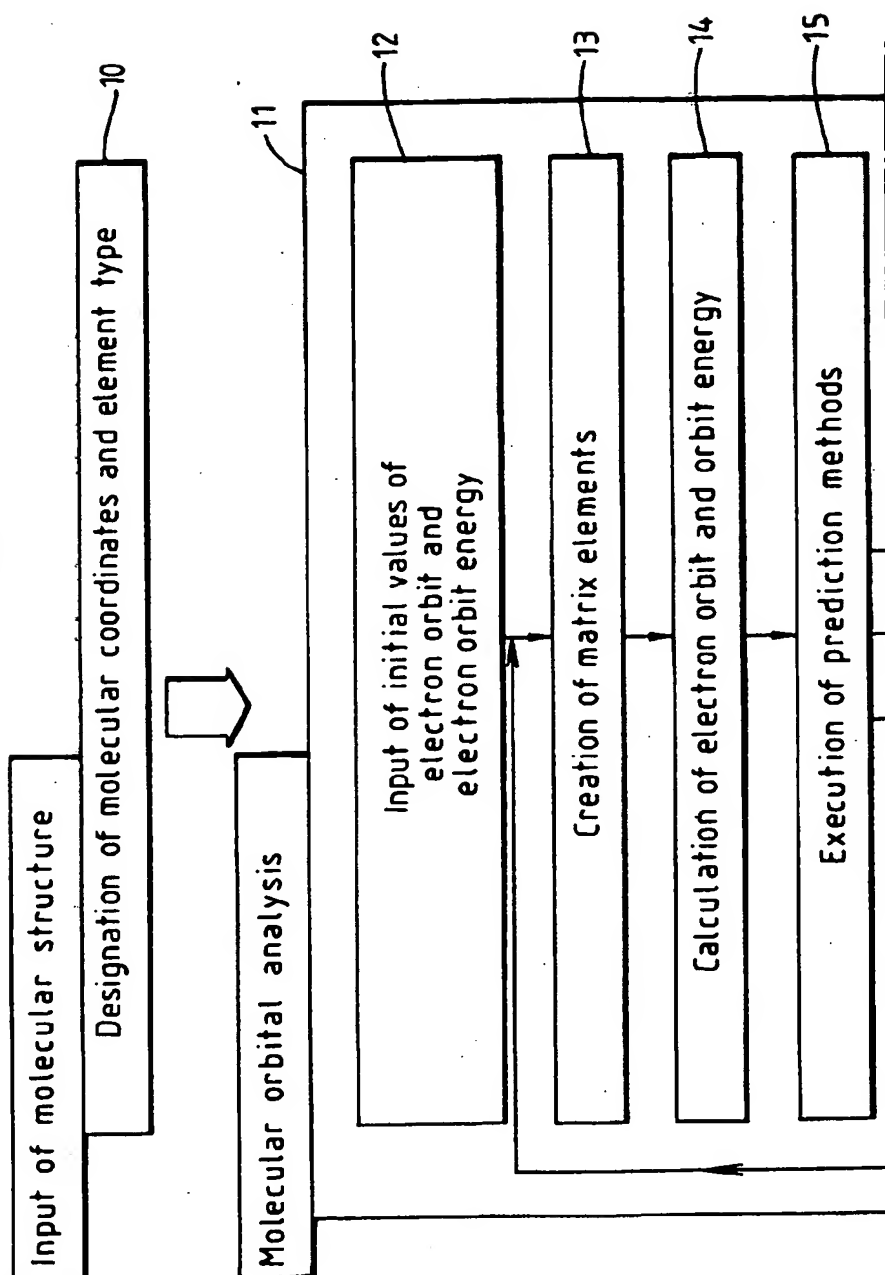 Input of molecular structure
Designation of molecular coordinates and element type
10
Molecular orbital analysis
11
Input of initial values of
electron orbit and
electron orbit energy
12
Creation of matrix elements
13
Calculation of electron orbit and orbit energy
14
Execution of prediction methods
15